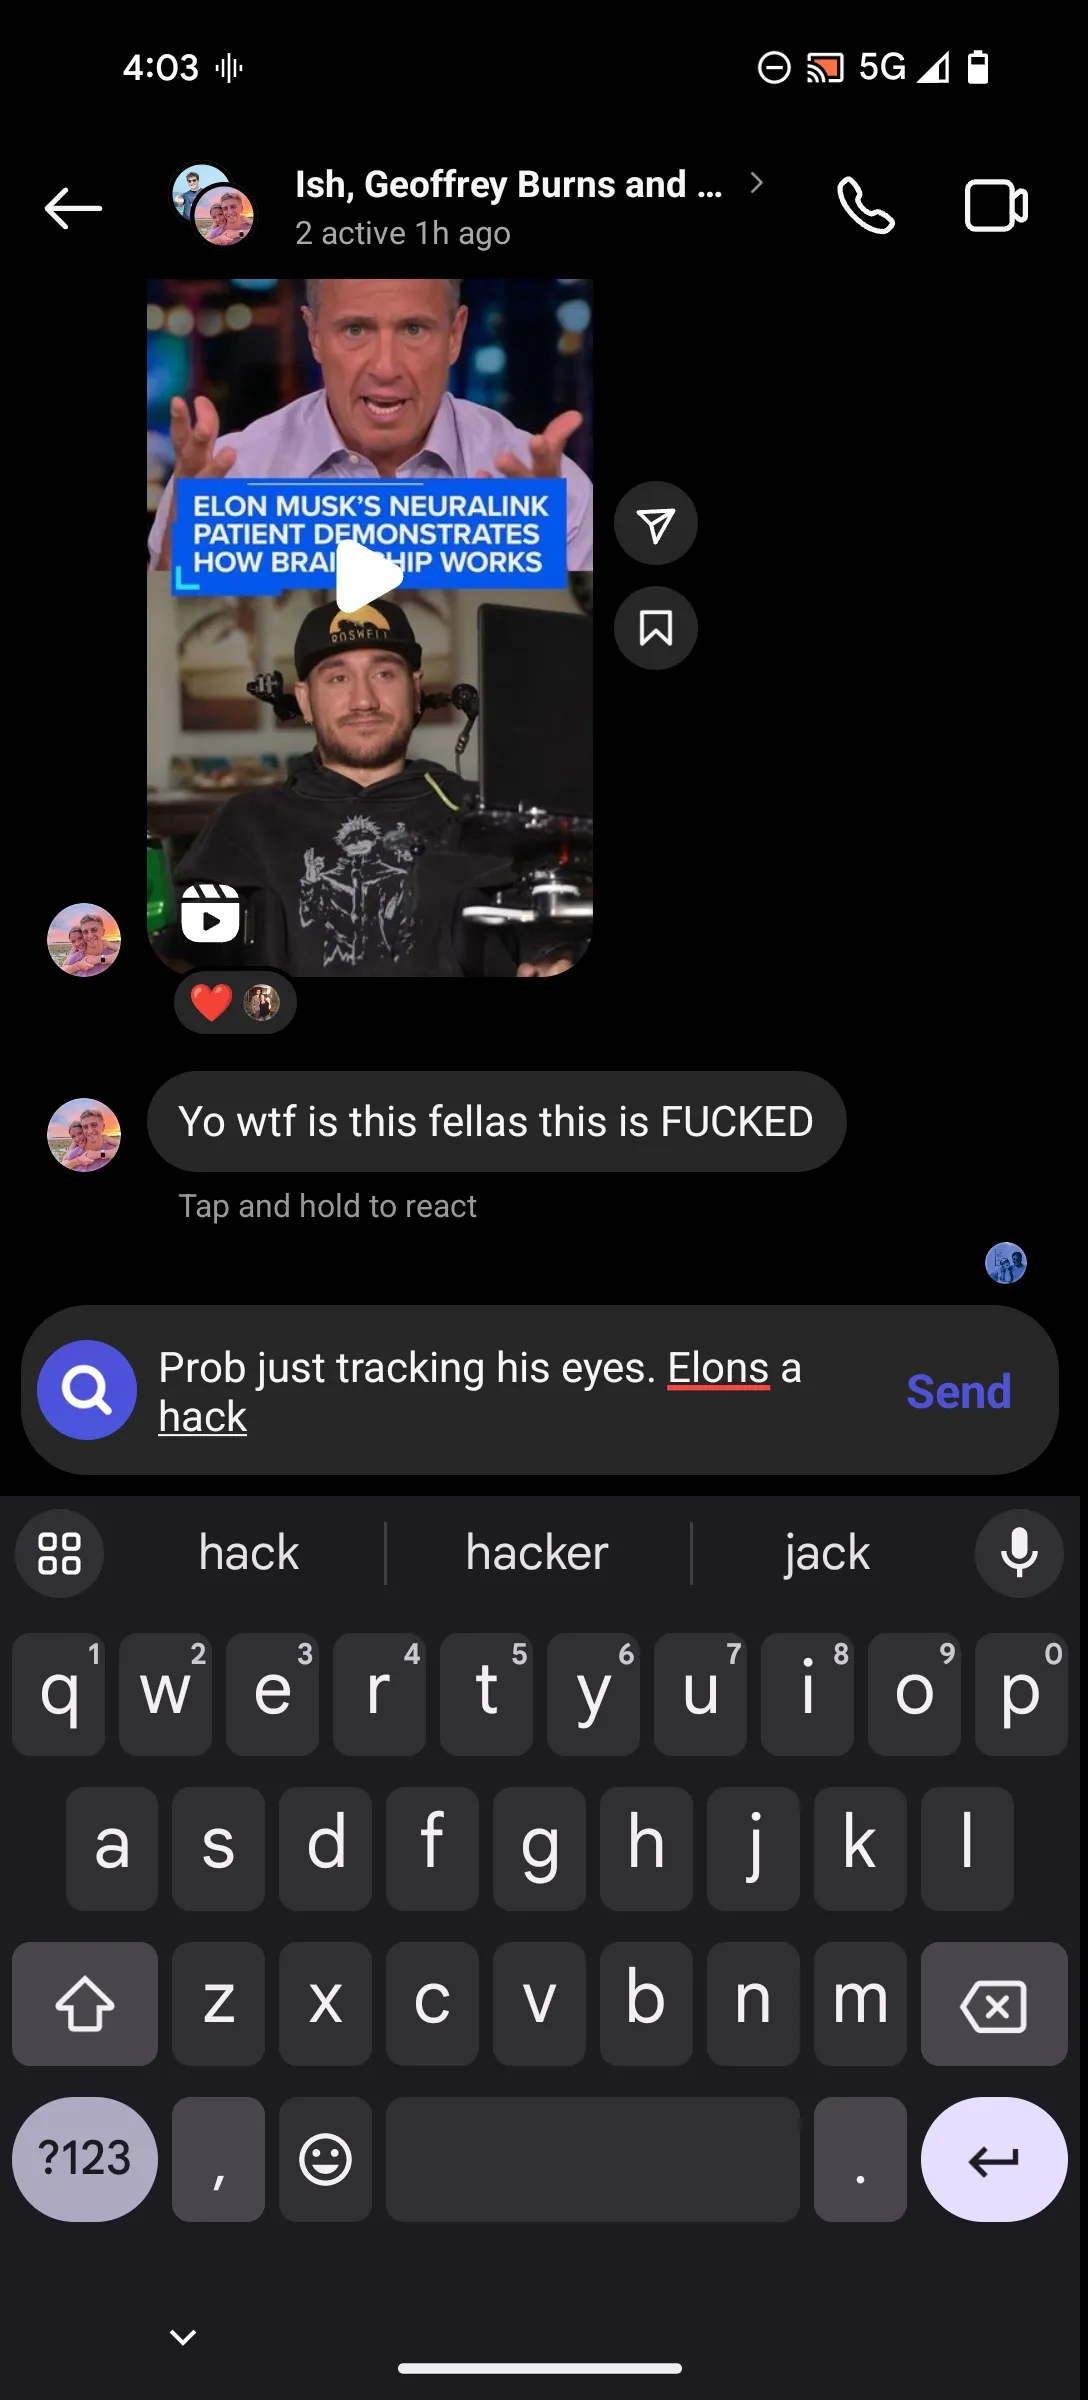 4:03
5G
Ish, Geoffrey Burns and ...
2 active 1h ago
ELON MUSK'S NEURALINK
PATIENT DEMONSTRATES
HOW BRAI HIP WORKS
ROSWELL
Yo wtf is this fellas this is FUCKED
Tap and hold to react
Prob just tracking his eyes. Elons a
hack
Send
hack hacker jack
1 2 3 4 5 6 7 8 9 0
q w e r t y u i o p
a s d f g h j k l
z x c v b n m
?123 , .